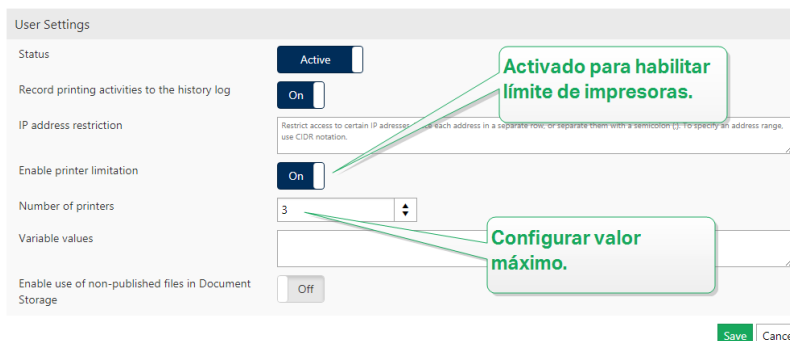 User Settings
Status
Active
Activado para habilitar
límite de impresoras.
Record printing activities to the history log
On
IP address restriction
Restrict access to certain IP adresses. each address in a separate row, or separate them with a semicolon (;). To specify an address range,
use CIDR notation.
Enable printer limitation
On
Number of printers
3
Configurar valor
máximo.
Variable values
Enable use of non-published files in Document
Storage
Off
Save
Cance